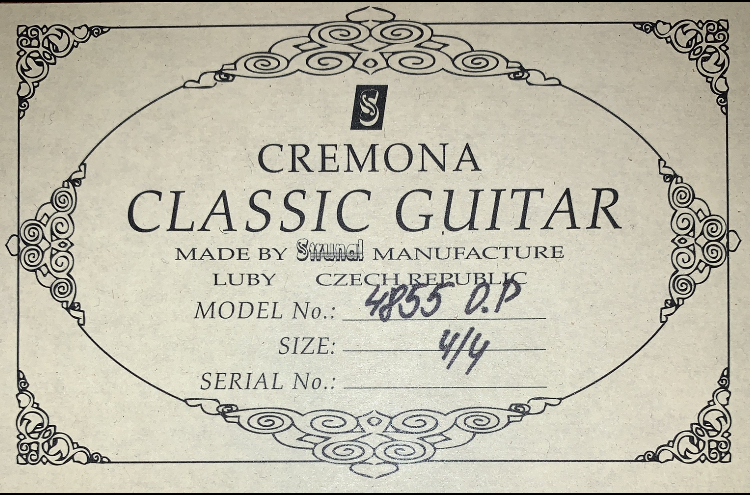 S
CREMONA
CLASSIC GUITAR
MADE BY Strunal MANUFACTURE
LUBY CZECH REPUBLIC
MODEL No.: 4855 O.P
SIZE: 4/4
SERIAL No.: